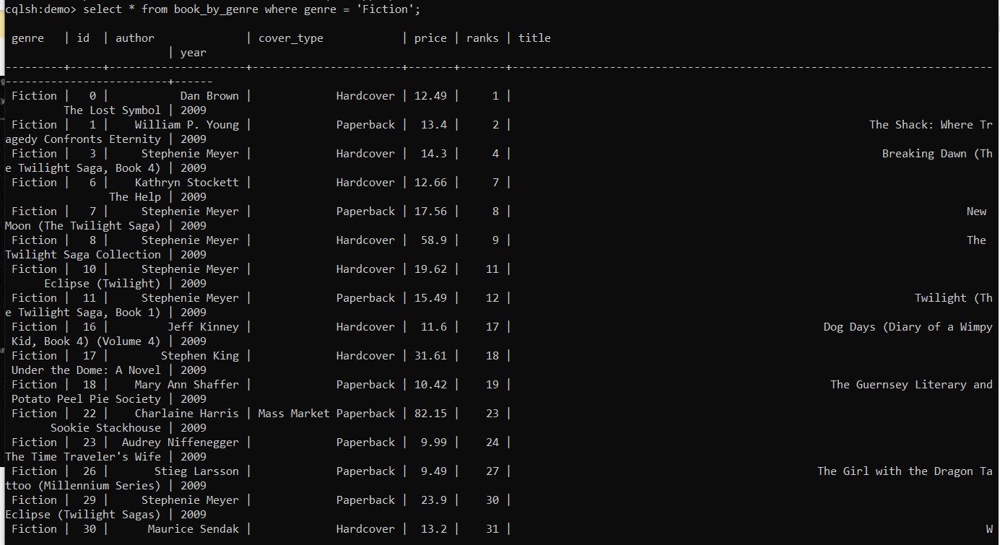 cqlsh:demo> select * from book_by_genre where genre = 'Fiction';
genre | id | author | cover_type | price | ranks | title
| year
---------+-----+---------------------+-----------------------+-------+-------+--------------------------------------------------------------------------
-------------------------+------
Fiction | 0 | Dan Brown | Hardcover | 12.49 | 1 |
The Lost Symbol | 2009
Fiction | 1 | William P. Young | Paperback | 13.4 | 2 | The Shack: Where Tr
agedy Confronts Eternity | 2009
Fiction | 3 | Stephenie Meyer | Hardcover | 14.3 | 4 | Breaking Dawn (Th
e Twilight Saga, Book 4) | 2009
Fiction | 6 | Kathryn Stockett | Hardcover | 12.66 | 7 |
The Help | 2009
Fiction | 7 | Stephenie Meyer | Paperback | 17.56 | 8 | New
Moon (The Twilight Saga) | 2009
Fiction | 8 | Stephenie Meyer | Hardcover | 58.9 | 9 | The
Twilight Saga Collection | 2009
Fiction | 10 | Stephenie Meyer | Hardcover | 19.62 | 11 |
Eclipse (Twilight) | 2009
Fiction | 11 | Stephenie Meyer | Paperback | 15.49 | 12 | Twilight (Th
e Twilight Saga, Book 1) | 2009
Fiction | 16 | Jeff Kinney | Hardcover | 11.6 | 17 | Dog Days (Diary of a Wimpy
Kid, Book 4) (Volume 4) | 2009
Fiction | 17 | Stephen King | Hardcover | 31.61 | 18 |
Under the Dome: A Novel | 2009
Fiction | 18 | Mary Ann Shaffer | Paperback | 10.42 | 19 | The Guernsey Literary and
Potato Peel Pie Society | 2009
Fiction | 22 | Charlaine Harris | Mass Market Paperback | 82.15 | 23 |
Sookie Stackhouse | 2009
Fiction | 23 | Audrey Niffenegger | Paperback | 9.99 | 24 |
The Time Traveler's Wife | 2009
Fiction | 26 | Stieg Larsson | Paperback | 9.49 | 27 | The Girl with the Dragon Ta
ttoo (Millennium Series) | 2009
Fiction | 29 | Stephenie Meyer | Paperback | 23.9 | 30 |
Eclipse (Twilight Sagas) | 2009
Fiction | 30 | Maurice Sendak | Hardcover | 13.2 | 31 | W